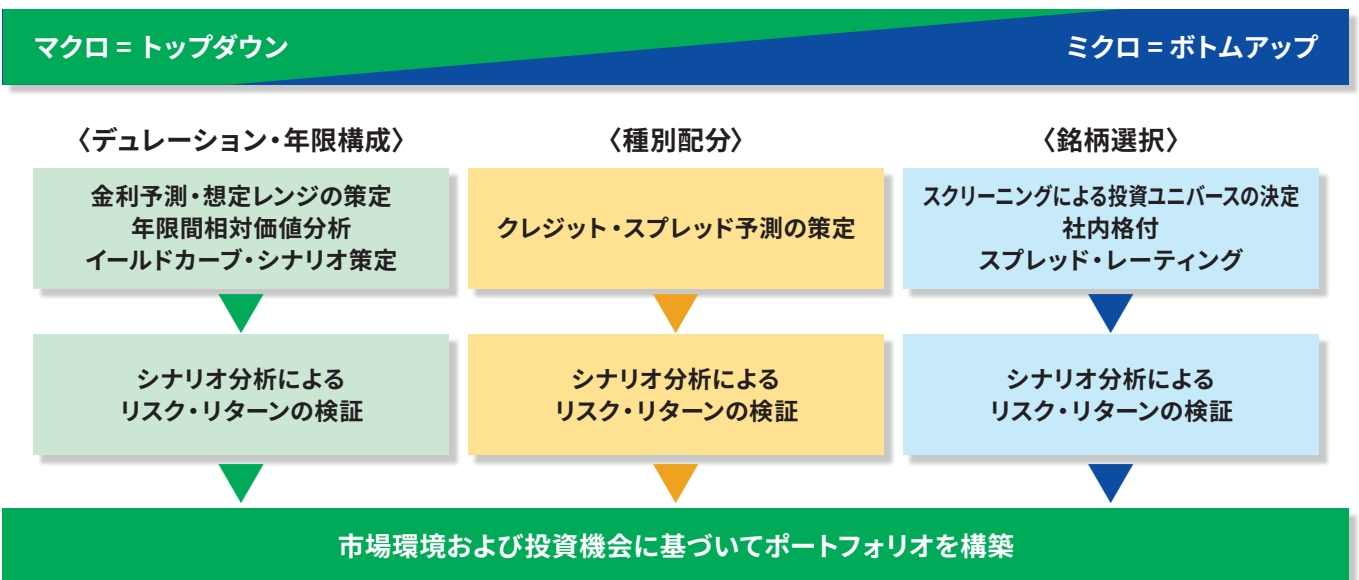 マクロ = トップダウン
ミクロ = ボトムアップ
〈デュレーション・年限構成〉
金利予測・想定レンジの策定
年限間相対価値分析
イールドカーブ・シナリオ策定
シナリオ分析による
リスク・リターンの検証
〈種別配分〉
クレジット・スプレッド予測の策定
シナリオ分析による
リスク・リターンの検証
〈銘柄選択〉
スクリーニングによる投資ユニバースの決定
社内格付
スプレッド・レーティング
シナリオ分析による
リスク・リターンの検証
市場環境および投資機会に基づいてポートフォリオを構築